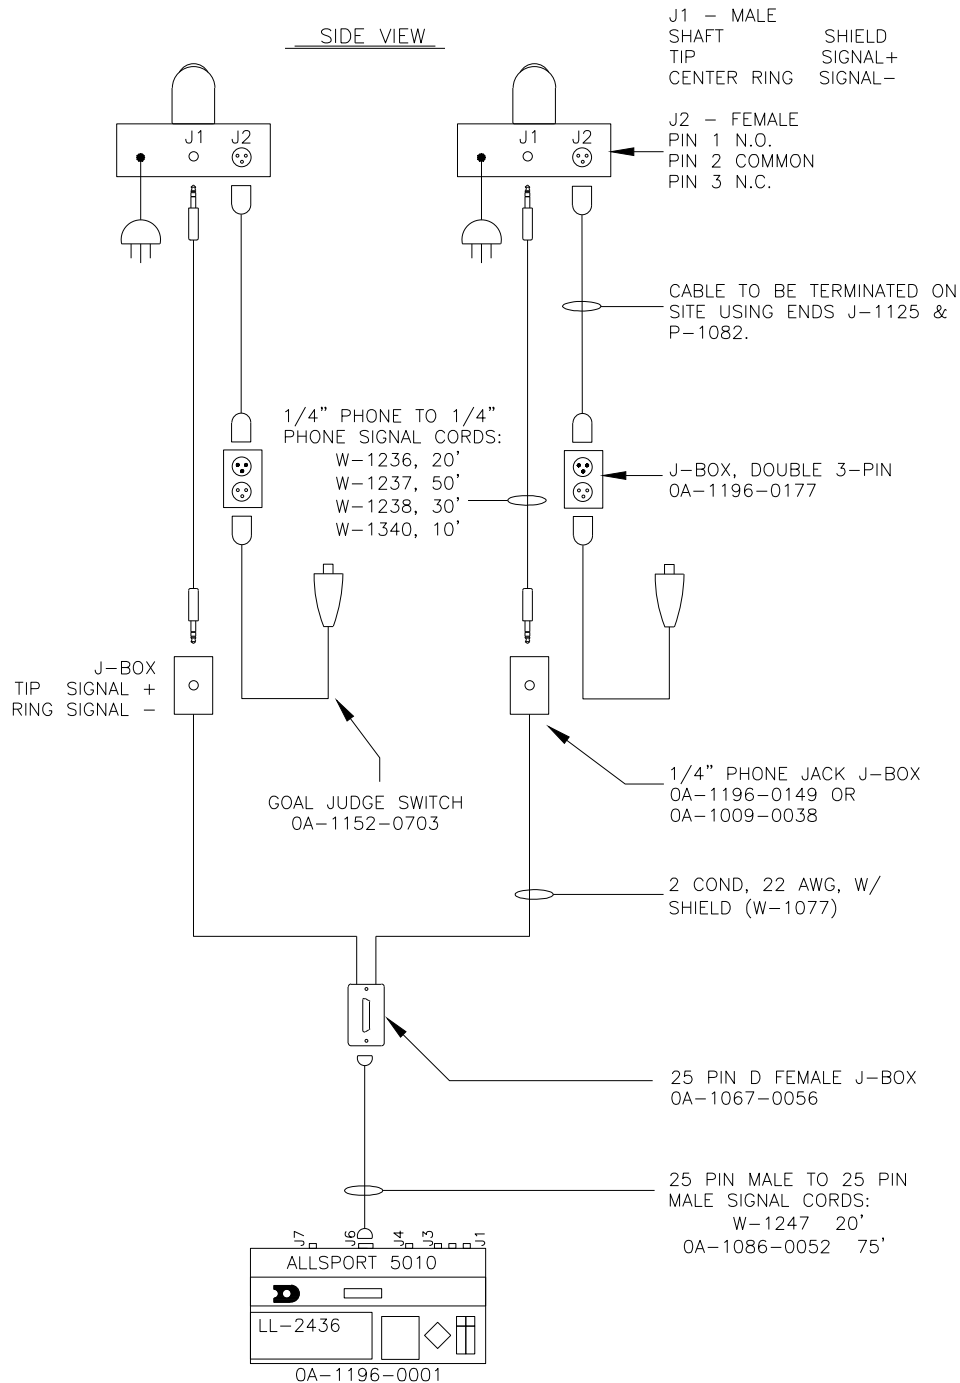 SIDE VIEW
J1 – MALE
SHAFT SHIELD
TIP SIGNAL+
CENTER RING SIGNAL–
J2 – FEMALE
PIN 1 N.O.
PIN 2 COMMON
PIN 3 N.C.
J1 J2
J1 J2
CABLE TO BE TERMINATED ON
SITE USING ENDS J–1125 &
P–1082.
1/4” PHONE TO 1/4”
PHONE SIGNAL CORDS:
W–1236, 20'
W–1237, 50'
W–1238, 30'
W–1340, 10'
J–BOX, DOUBLE 3–PIN
0A–1196–0177
J–BOX
TIP SIGNAL +
RING SIGNAL –
GOAL JUDGE SWITCH
0A–1152–0703
1/4” PHONE JACK J–BOX
0A–1196–0149 OR
0A–1009–0038
2 COND, 22 AWG, W/
SHIELD (W–1077)
25 PIN D FEMALE J–BOX
0A–1067–0056
25 PIN MALE TO 25 PIN
MALE SIGNAL CORDS:
W–1247 20'
0A–1086–0052 75'
J7 J6 J4 J3 J1
ALLSPORT 5010
LL–2436
0A–1196–0001